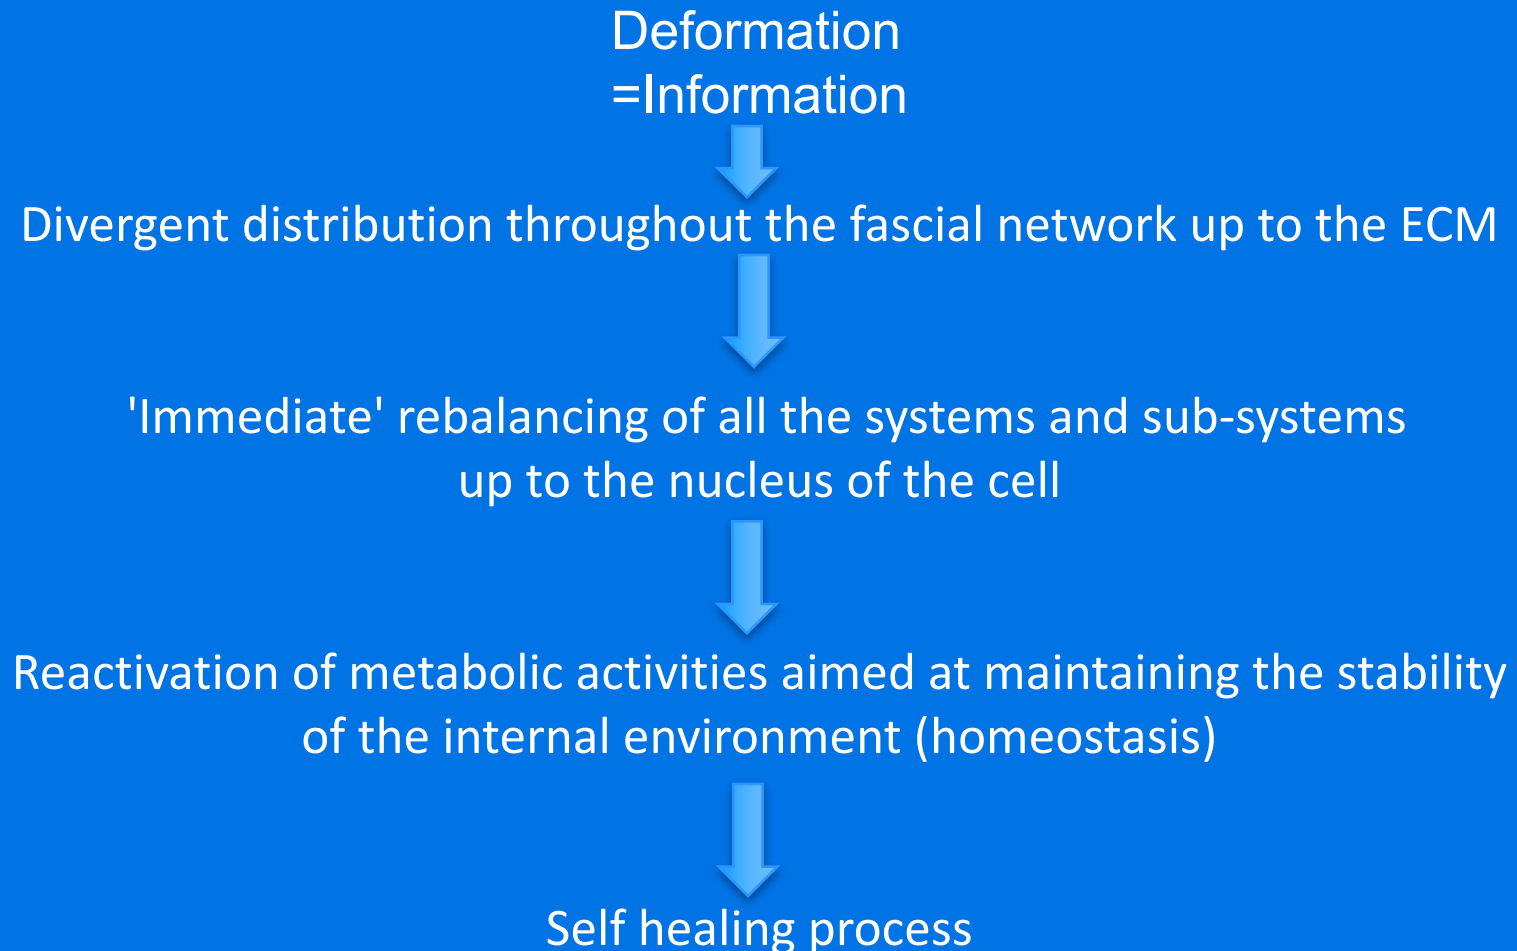 Deformation
=Information
Divergent distribution throughout the fascial network up to the ECM
'Immediate' rebalancing of all the systems and sub-systems
up to the nucleus of the cell
Reactivation of metabolic activities aimed at maintaining the stability
of the internal environment (homeostasis)
Self healing process